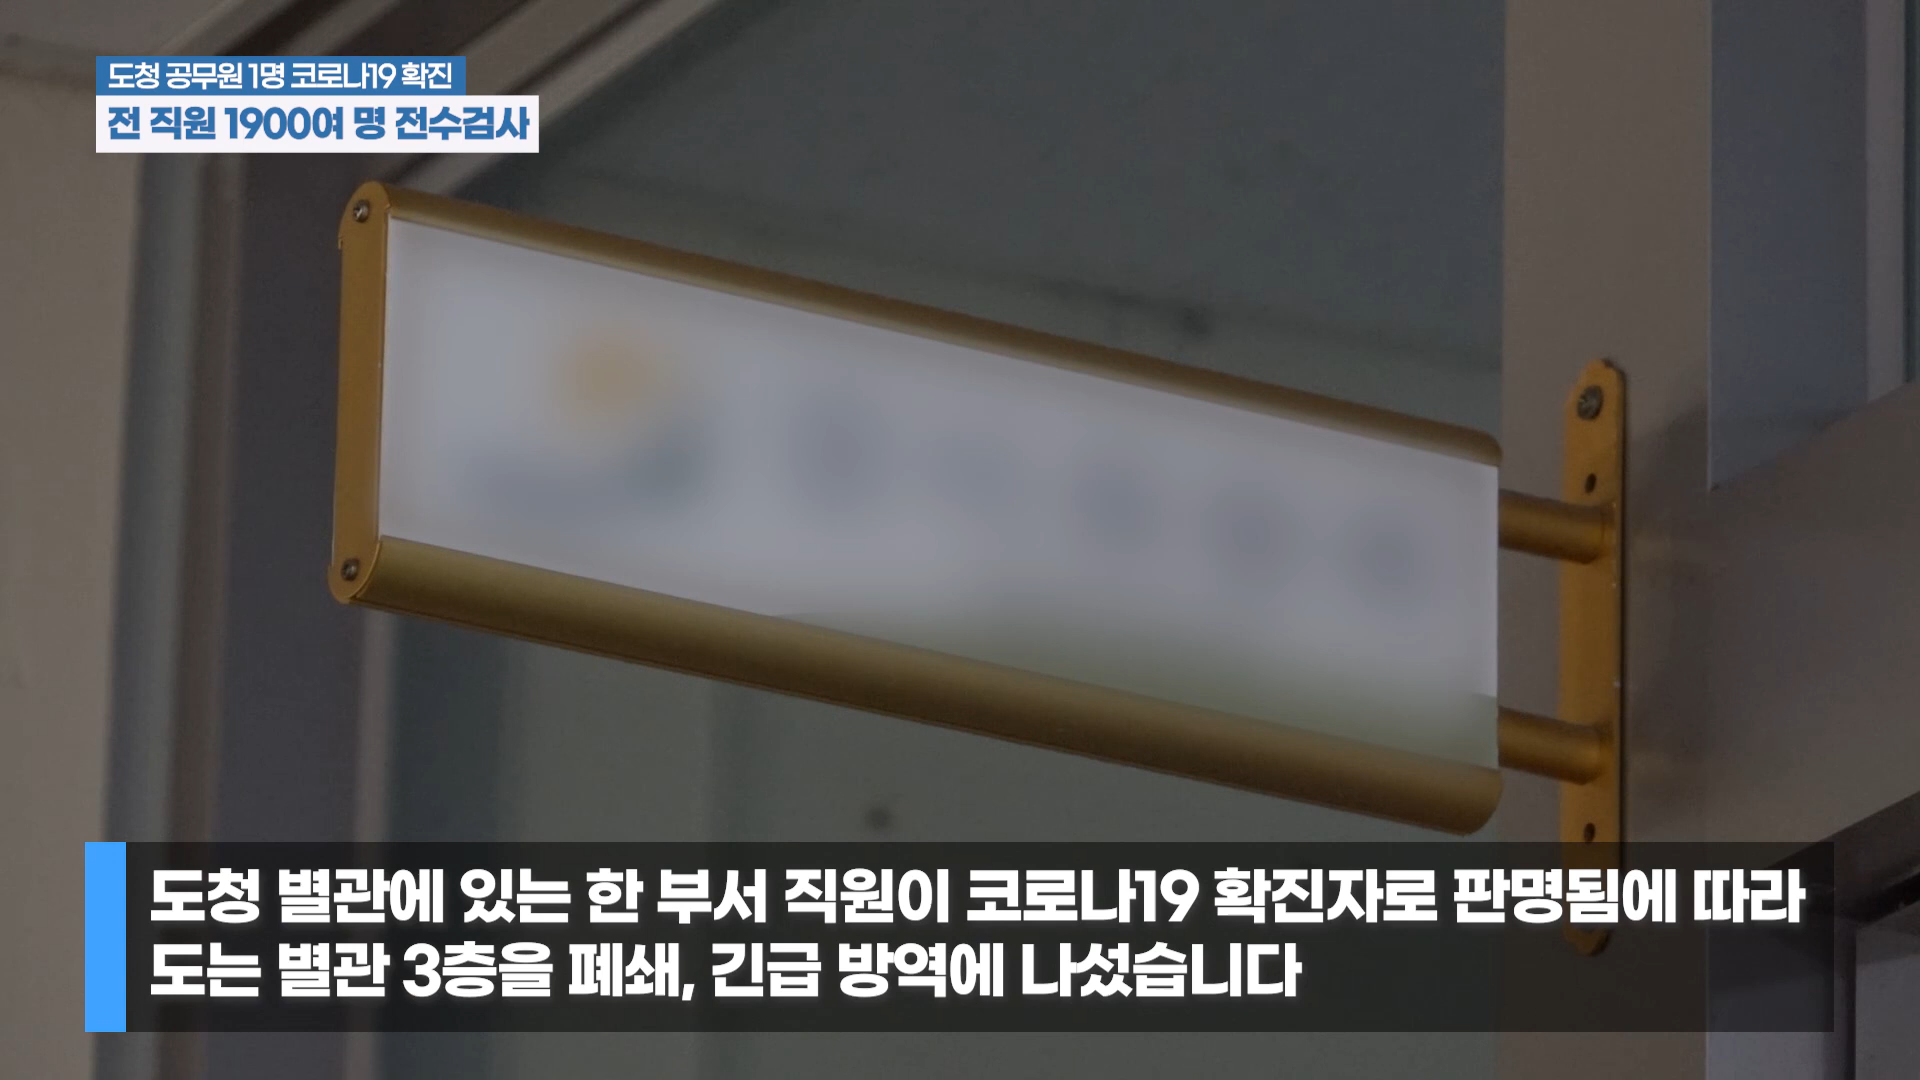 도청 공무원 1명 코로나19 확진
전 직원 1900여 명 전수검사
도청 별관에 있는 한 부서 직원이 코로나19 확진자로 판명됨에 따라
도는 별관 3층을 폐쇄, 긴급 방역에 나섰습니다